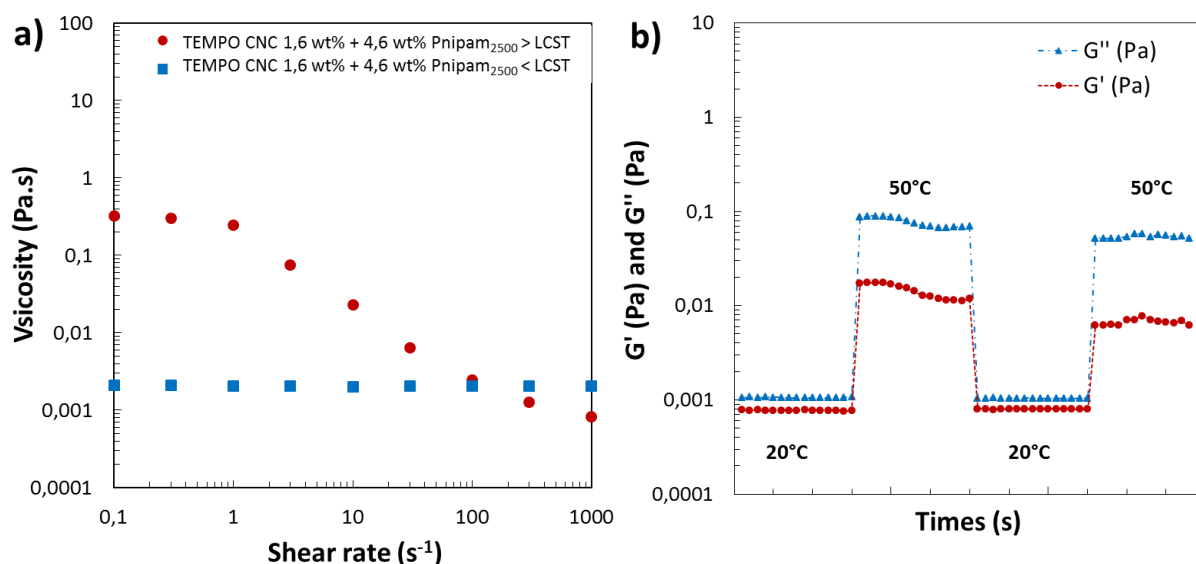 a)
100
10
1
0,1
0,01
0,001
0,0001
Vsicosity (Pa.s)
TEMPO CNC 1,6 wt% + 4,6 wt% Pnipam2500 > LCST
TEMPO CNC 1,6 wt% + 4,6 wt% Pnipam2500 < LCST
0,1 1 10 100 1000
Shear rate (s-1)
b)
10
1
0,1
0,01
0,001
0,0001
G' (Pa) and G'' (Pa)
G'' (Pa)
G' (Pa)
50°C 50°C
20°C 20°C
Times (s)